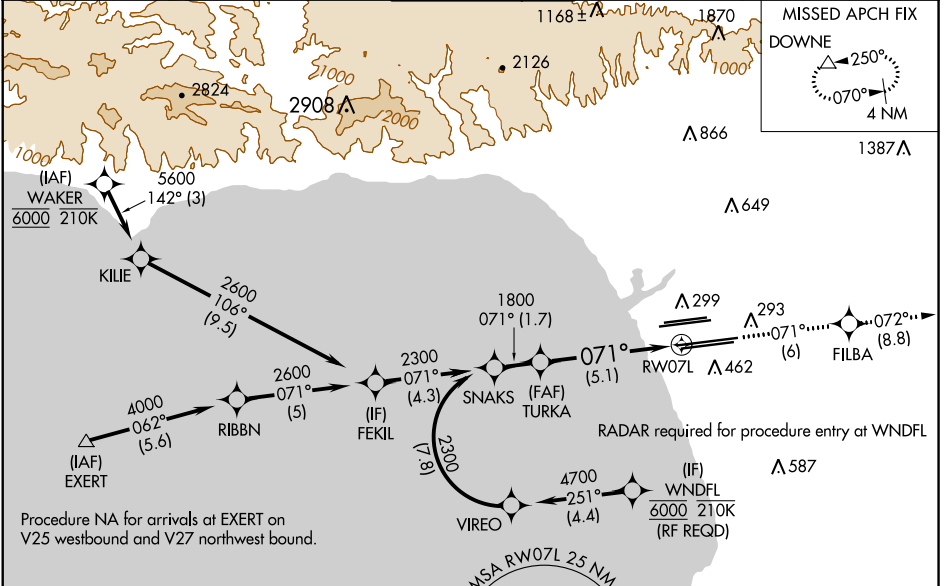 1168 ±
1870
MISSED APCH FIX
DOWNE
250°
070°
4 NM
2126
1000
1000
2824
2908
2000
866
1387
1000
(IAF)
WAKER
6000 210K
5600
142° (3)
649
KILIE
2600
106°
(9.5)
1800
071° (1.7)
299
293
071°
(6)
072°
(8.8)
FILBA
2300
071°
(4.3)
071°
(5.1)
RW07L
462
SNAKS
(FAF)
TURKA
2600
071°
(5)
(IF)
FEKIL
4000
062°
(5.6)
RIBBN
(IAF)
EXERT
RADAR required for procedure entry at WNDFL
2300
(7.8)
587
4700
251°
(4.4)
(IF)
WNDFL
6000 210K
(RF REQD)
VIREO
Procedure NA for arrivals at EXERT on
V25 westbound and V27 northwest bound.
MSA RW07L 25 NM